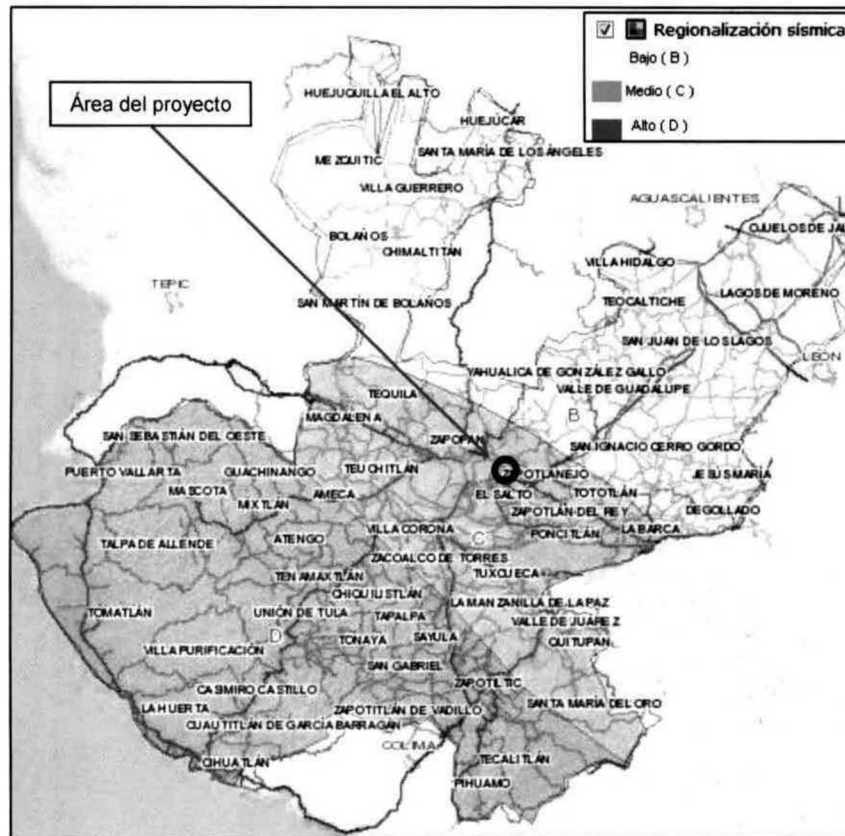 Regionalización sísmica
Bajo ( B )
Medio ( C )
Alto ( D )
Área del proyecto
HUEJUQUILLA EL ALTO
HUEJÚCAR
MEZQUITIC
SANTA MARÍA DE LOS ÁNGELES
VILLA GUERRERO
AGUASCALIENTES
OJUELOS DE JAL
BOLAÑOS
CHIMALTITÁN
VILLA HIDALGO
TEPIC
TEOCALTICHE
LAGOS DE MORENO
SAN MARTÍN DE BOLAÑOS
SAN JUAN DE LOS LAGOS
LEON
YAHUALICA DE GONZÁLEZ GALLO
VALLE DE GUADALUPE
TEQUILA
MAGDALENA
B
SAN SEBASTIÁN DEL OESTE
ZAPOPAN
SAN IGNACIO CERRO GORDO
PUERTO VALLARTA
GUACHINANGO
TEUCHITLÁN
ZAPOTLANEJO
JESÚS MARÍA
MASCOTA
AMECA
EL SALTO
TOTOTLÁN
MIXTLÁN
ZAPOTLÁN DEL REY
DEGOLLADO
VILLA CORONA
LA BARCA
TALPA DE ALLENDE
ATENGO
C
PONCITLÁN
ZACOALCO DE TORRES
TENAMAXTLÁN
TUXCUECA
CHIQUILISTLÁN
LA MANZANILLA DE LA PAZ
TOMATLÁN
UNIÓN DE TULA
TAPALPA
VALLE DE JUÁREZ
D
TONAYA
SAYULA
QUITUPAN
VILLA PURIFICACIÓN
SAN GABRIEL
ZAPOTILTIC
CASIMIRO CASTILLO
LA HUERTA
ZAPOTITLÁN DE VADILLO
SANTA MARÍA DEL ORO
CUAUTITLÁN DE GARCÍA BARRAGÁN
COLIMA
CIHUATLÁN
TECALITLÁN
PIHUAMO